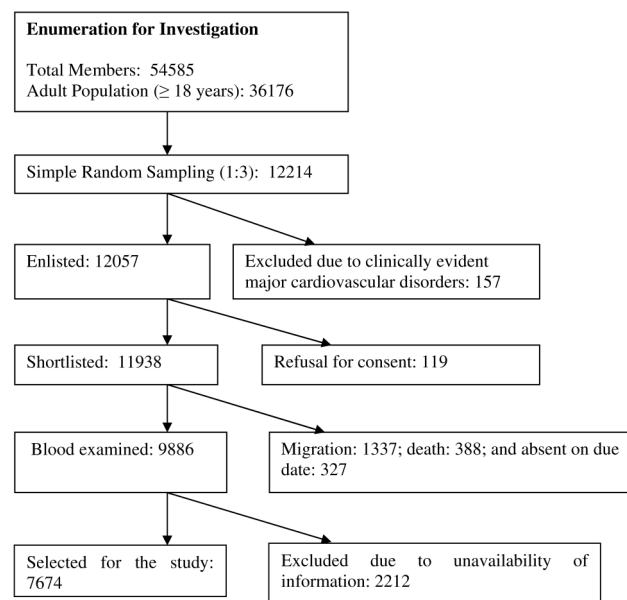 Enumeration for Investigation
Total Members: 54585
Adult Population (≥ 18 years): 36176
Simple Random Sampling (1:3): 12214
Enlisted: 12057
Excluded due to clinically evident
major cardiovascular disorders: 157
Shortlisted: 11938
Refusal for consent: 119
Blood examined: 9886
Migration: 1337; death: 388; and absent on due
date: 327
Selected for the study:
7674
Excluded due to unavailability of
information: 2212